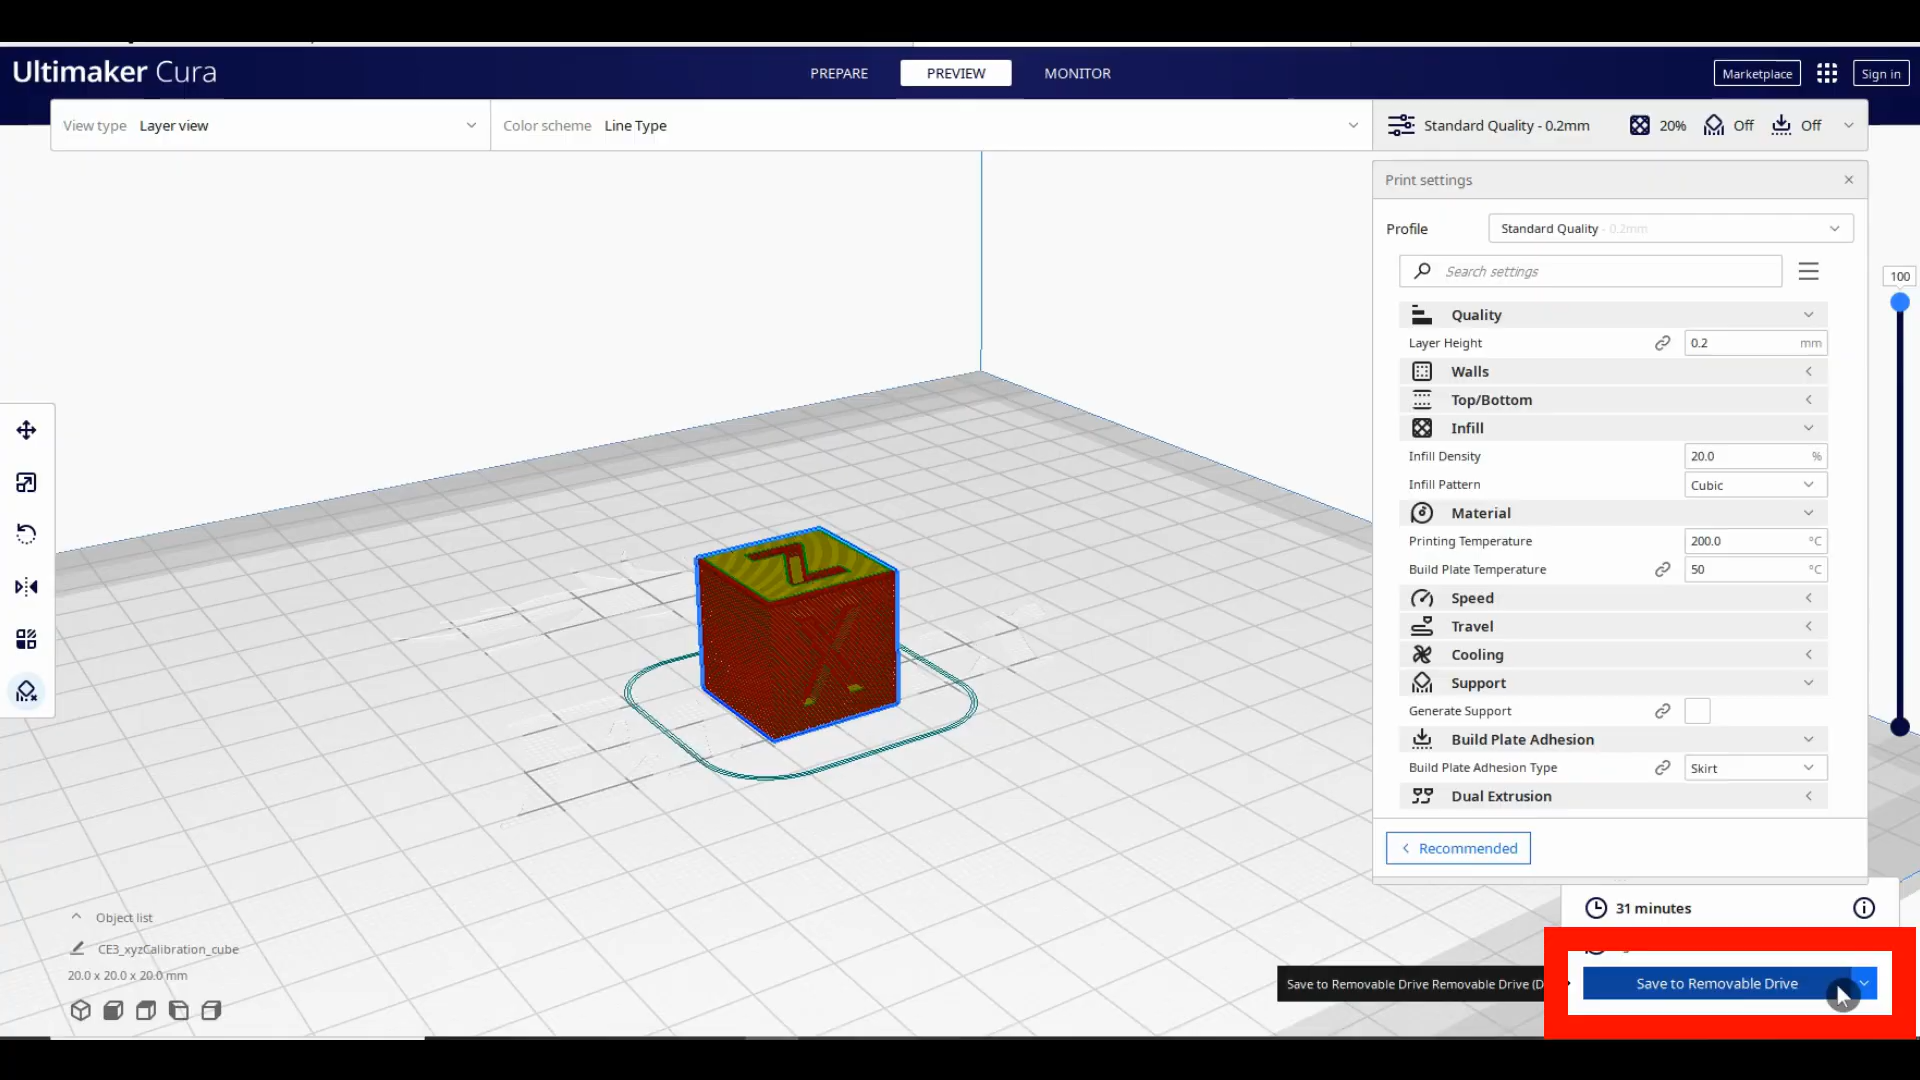 Ultimaker Cura
PREPARE
PREVIEW
MONITOR
Marketplace
Sign in
View type Layer view
Color scheme Line Type
Standard Quality - 0.2mm
20%
Off
Off
Print settings
Profile
Standard Quality - 0.2mm
Search settings
100
Quality
Layer Height 0.2 mm
Walls
Top/Bottom
Infill
Infill Density 20.0 %
Infill Pattern Cubic
Material
Printing Temperature 200.0 °C
Build Plate Temperature 50 °C
Speed
Travel
Cooling
Support
Generate Support
Build Plate Adhesion
Build Plate Adhesion Type Skirt
Dual Extrusion
Recommended
Z
X
Object list
CE3_xyzCalibration_cube
20.0 x 20.0 x 20.0 mm
31 minutes
Save to Removable Drive Removable Drive (D
Save to Removable Drive